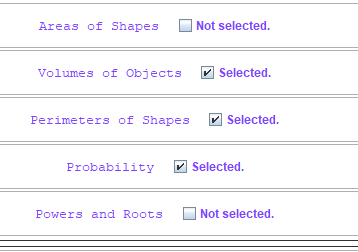 Areas of Shapes Not selected.
Volumes of Objects Selected.
Perimeters of Shapes Selected.
Probability Selected.
Powers and Roots Not selected.